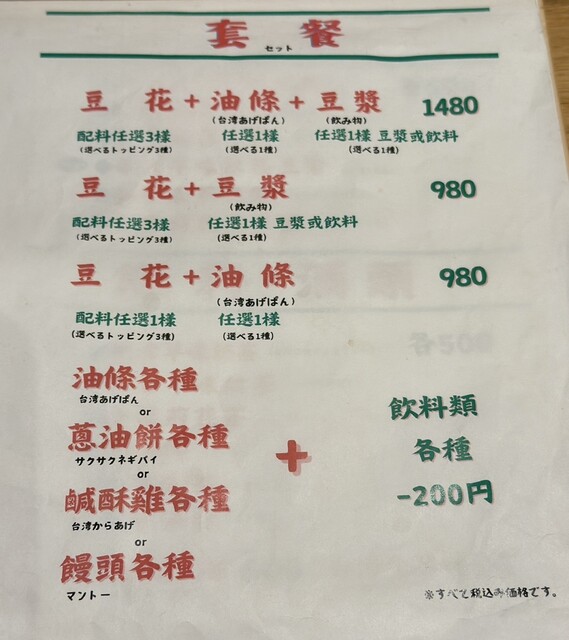 套餐
セット
豆花+油條+豆漿 1480
(台湾あげぱん) (飲み物)
配料任選3樣 任選1樣 任選1樣 豆漿或飲料
(選べるトッピング3種) (選べる1種) (選べる1種)
豆花+豆漿 980
(飲み物)
配料任選3樣 任選1樣 豆漿或飲料
(選べるトッピング3種) (選べる1種)
豆花+油條 980
(台湾あげぱん)
配料任選1樣 任選1樣
(選べるトッピング3種) (選べる1種)
油條各種
台湾あげぱん
or
蔥油餅各種
サクサクネギパイ
or
鹹酥雞各種
台湾からあげ
or
饅頭各種
マントー
+
飲料類
各種
-200円
※すべて税込み価格です。